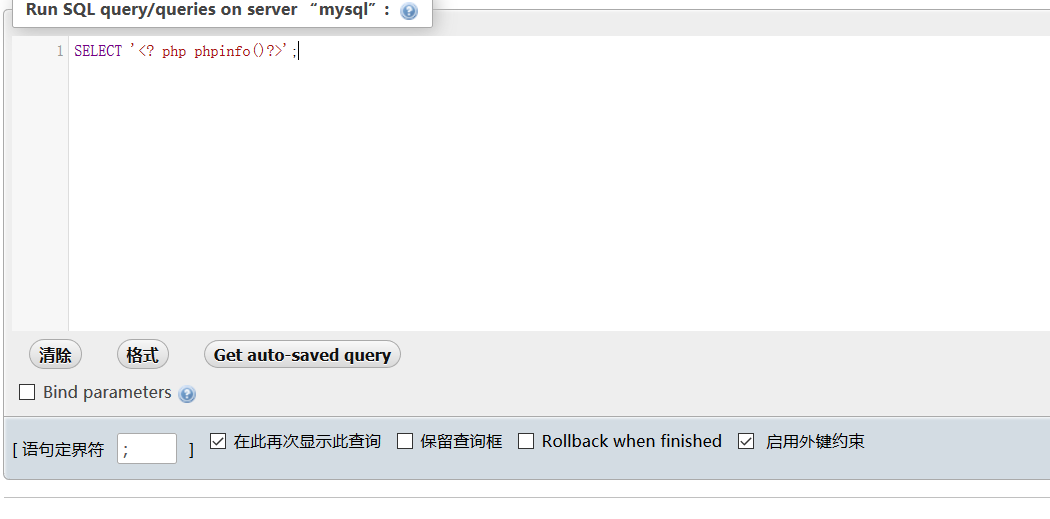 Run SQL query/queries on server “mysql”:
1 SELECT '<? php phpinfo()?>';
清除 格式 Get auto-saved query
Bind parameters
[ 语句定界符 ; ] 在此再次显示此查询 保留查询框 Rollback when finished 启用外键约束